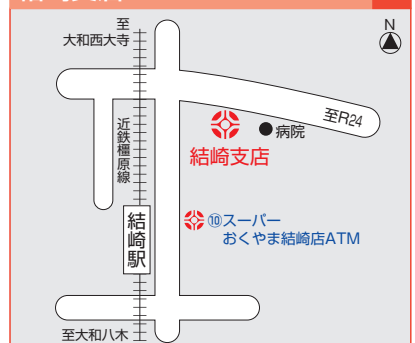 至
大和西大寺
N
至R24
近鉄橿原線
病院
結崎支店
結崎駅
⑩スーパー
おくやま結崎店ATM
至大和八木